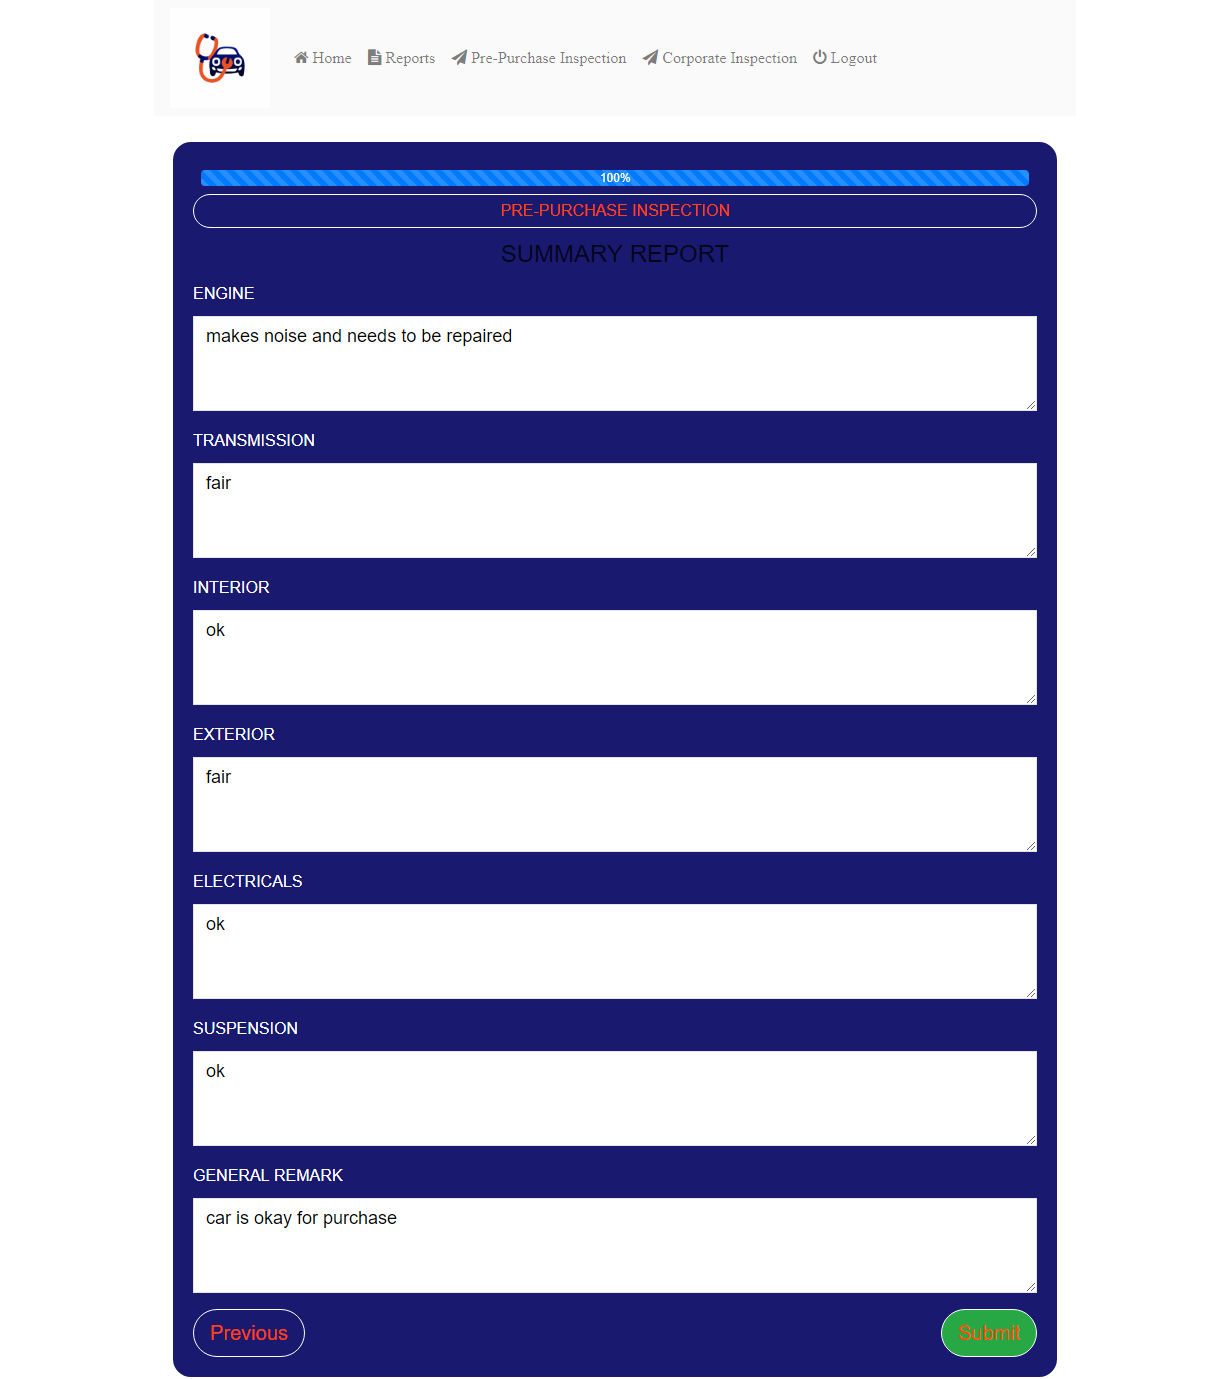 Home Reports Pre-Purchase Inspection Corporate Inspection Logout
100%
PRE-PURCHASE INSPECTION
SUMMARY REPORT
ENGINE
makes noise and needs to be repaired
TRANSMISSION
fair
INTERIOR
ok
EXTERIOR
fair
ELECTRICALS
ok
SUSPENSION
ok
GENERAL REMARK
car is okay for purchase
Previous Submit